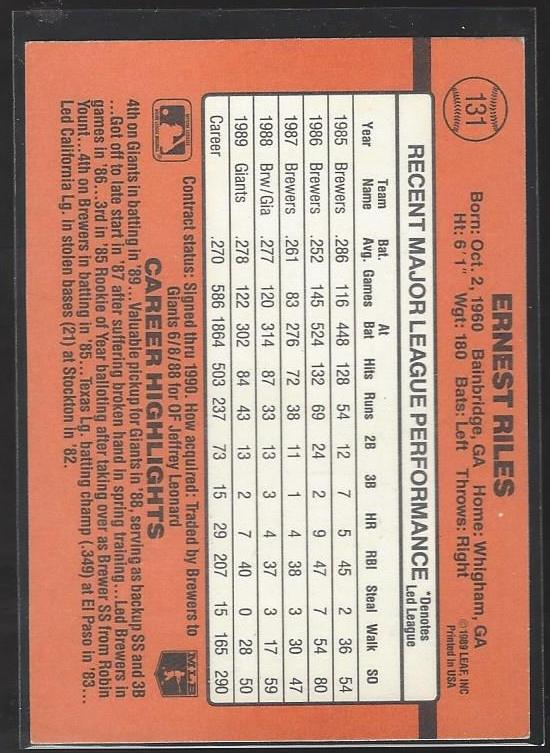 131
ERNEST RILES
Born: Oct. 2, 1960 Bainbridge, GA Home: Whigham, GA
Ht: 6'1" Wgt: 180 Bats: Left Throws: Right
©1989 LEAF, INC
Printed in USA
RECENT MAJOR LEAGUE PERFORMANCE *Denotes Led League
Year Team Name Bat. Avg. Games At Bat Hits Runs 2B 3B HR RBI Steal Walk SO
1985 Brewers .286 116 448 128 54 12 7 5 45 2 36 54
1986 Brewers .252 145 524 132 69 24 2 9 47 7 54 80
1987 Brewers .261 83 276 72 38 11 1 4 38 3 30 47
1988 Brw/Gia .277 120 314 87 33 13 3 4 37 3 17 59
1989 Giants .278 122 302 84 43 13 2 7 40 0 28 50
Career .270 586 1864 503 237 73 15 29 207 15 165 290
Contract status: Signed thru 1990. How acquired: Traded by Brewers to
Giants 6/8/88 for OF Jeffrey Leonard
MLB
CAREER HIGHLIGHTS
4th on Giants in batting in '89...Valuable pickup for Giants in '88, serving as backup SS and 3B
...Got off to late start in '87 after suffering broken hand in spring training...Led Brewers in
games in '86...3rd in '85 Rookie of Year balloting after taking over as Brewer SS from Robin
Yount...4th on Brewers in batting in '85...Texas Lg. batting champ (.349) at El Paso in '83...
Led California Lg. in stolen bases (21) at Stockton in '82.